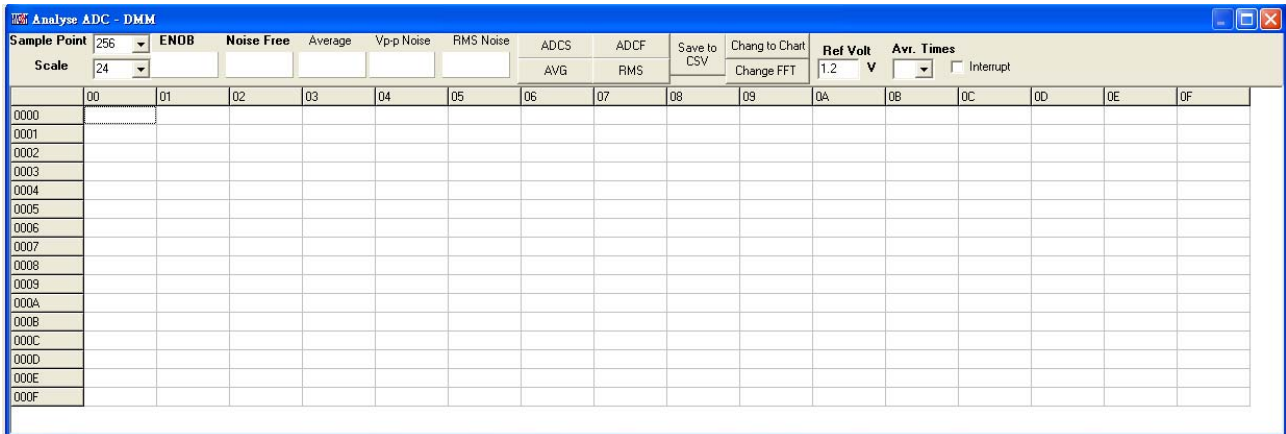 Analyse ADC - DMM
Sample Point 256 ENOB Noise Free Average Vp-p Noise RMS Noise ADCS ADCF Save to CSV Chang to Chart Ref Volt Avr. Times
Scale 24 AVG RMS Change FFT 1.2 V Interrupt
00 01 02 03 04 05 06 07 08 09 0A 0B 0C 0D 0E 0F
0000
0001
0002
0003
0004
0005
0006
0007
0008
0009
000A
000B
000C
000D
000E
000F